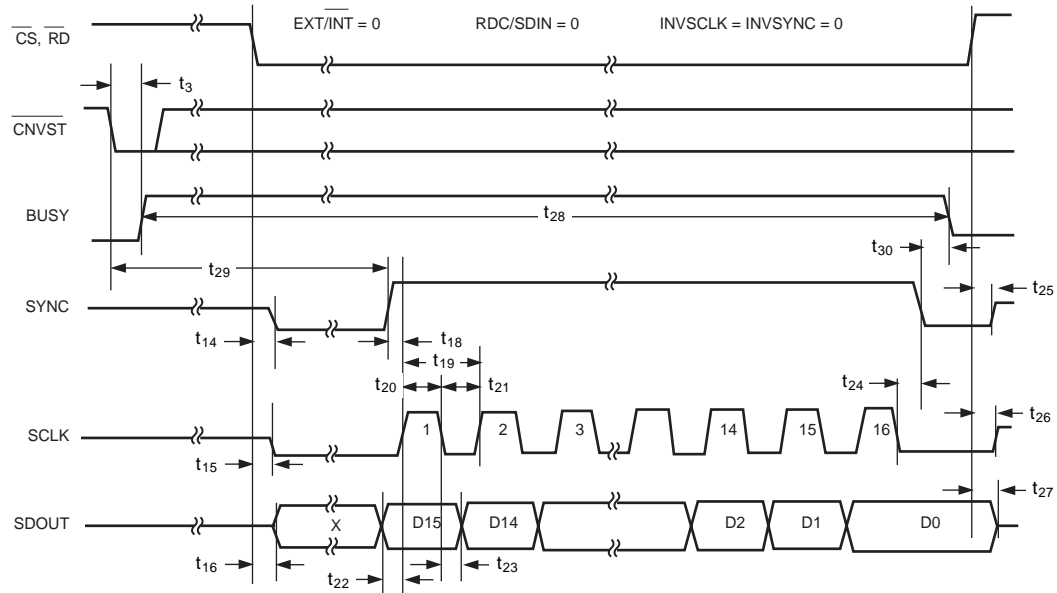 EXT/INT = 0 RDC/SDIN = 0 INVSCLK = INVSYNC = 0
CS, RD
t3
CNVST
BUSY
t28
t30
t29
t25
SYNC
t14
t18
t19
t20
t21
t24
t26
SCLK
1 2 3 14 15 16
t15
t27
SDOUT
X D15 D14 D2 D1 D0
t16
t22
t23